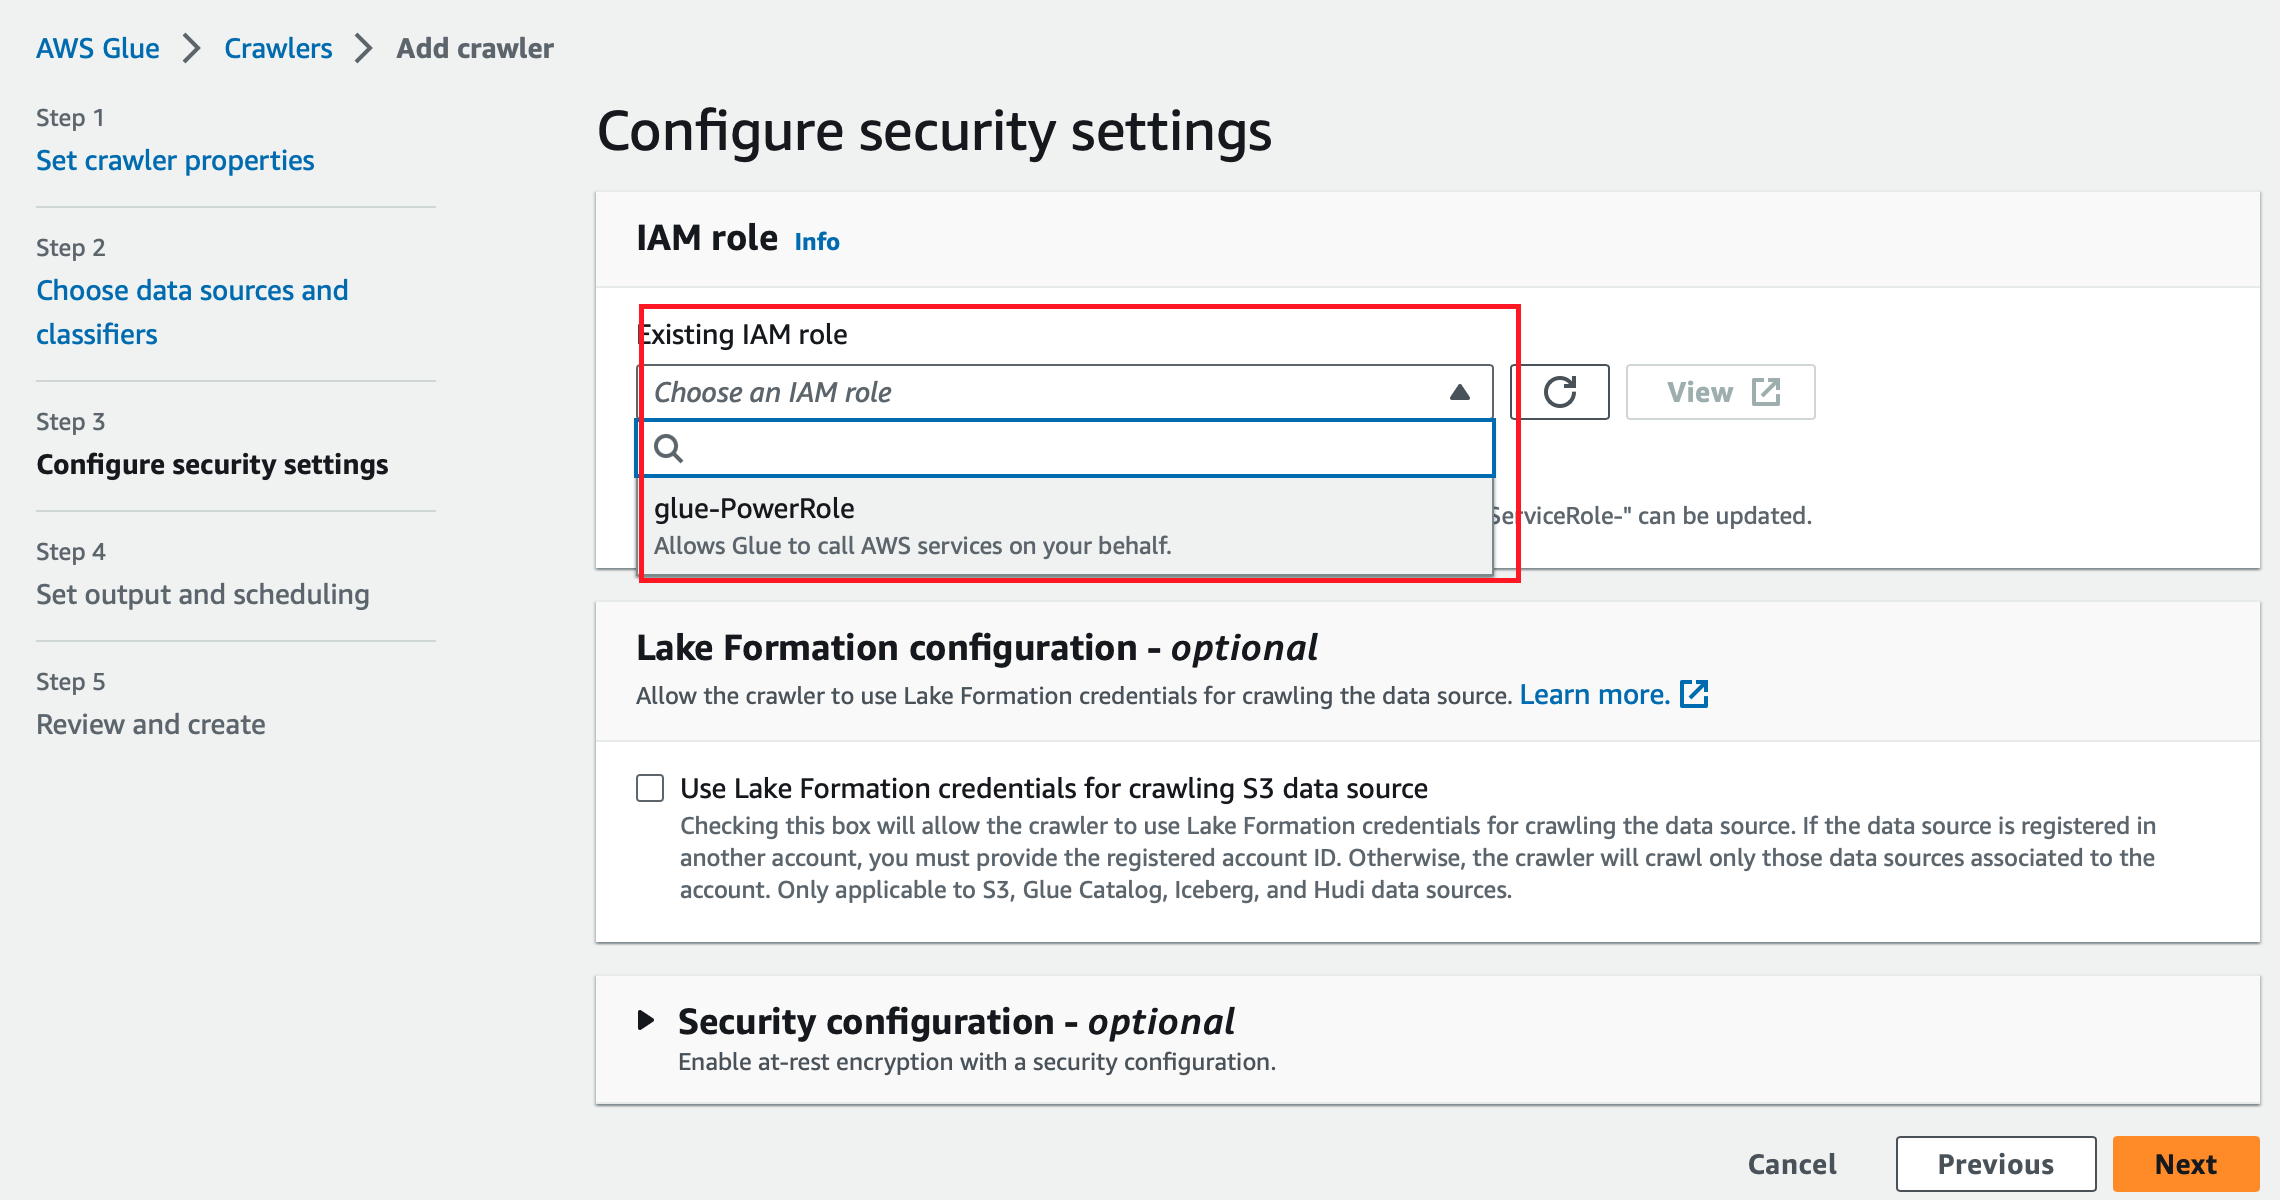 AWS Glue > Crawlers > Add crawler
Step 1
Set crawler properties
Step 2
Choose data sources and
classifiers
Step 3
Configure security settings
Step 4
Set output and scheduling
Step 5
Review and create
Configure security settings
IAM role Info
Existing IAM role
Choose an IAM role
View
glue-PowerRole
Allows Glue to call AWS services on your behalf.
ServiceRole-" can be updated.
Lake Formation configuration - optional
Allow the crawler to use Lake Formation credentials for crawling the data source. Learn more.
Use Lake Formation credentials for crawling S3 data source
Checking this box will allow the crawler to use Lake Formation credentials for crawling the data source. If the data source is registered in
another account, you must provide the registered account ID. Otherwise, the crawler will crawl only those data sources associated to the
account. Only applicable to S3, Glue Catalog, Iceberg, and Hudi data sources.
Security configuration - optional
Enable at-rest encryption with a security configuration.
Cancel
Previous
Next